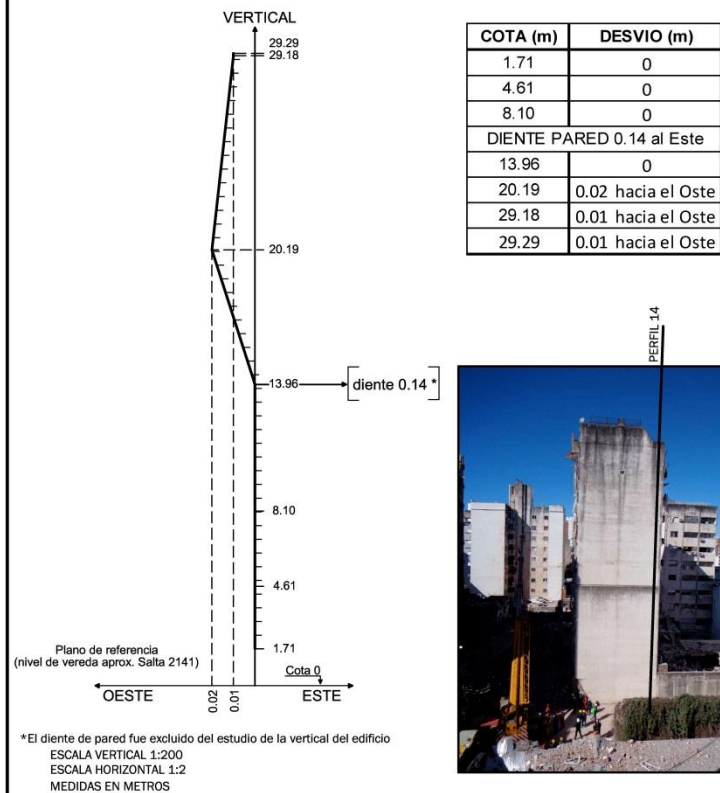 VERTICAL
29.29
29.18
20.19
13.96
diente 0.14 *
8.10
4.61
1.71
Plano de referencia
(nivel de vereda aprox. Salta 2141)
Cota 0
OESTE
0.02
0.01
ESTE
*El diente de pared fue excluido del estudio de la vertical del edificio
ESCALA VERTICAL 1:200
ESCALA HORIZONTAL 1:2
MEDIDAS EN METROS
COTA (m) DESVIO (m)
1.71 0
4.61 0
8.10 0
DIENTE PARED 0.14 al Este
13.96 0
20.19 0.02 hacia el Oste
29.18 0.01 hacia el Oste
29.29 0.01 hacia el Oste
PERFIL 14